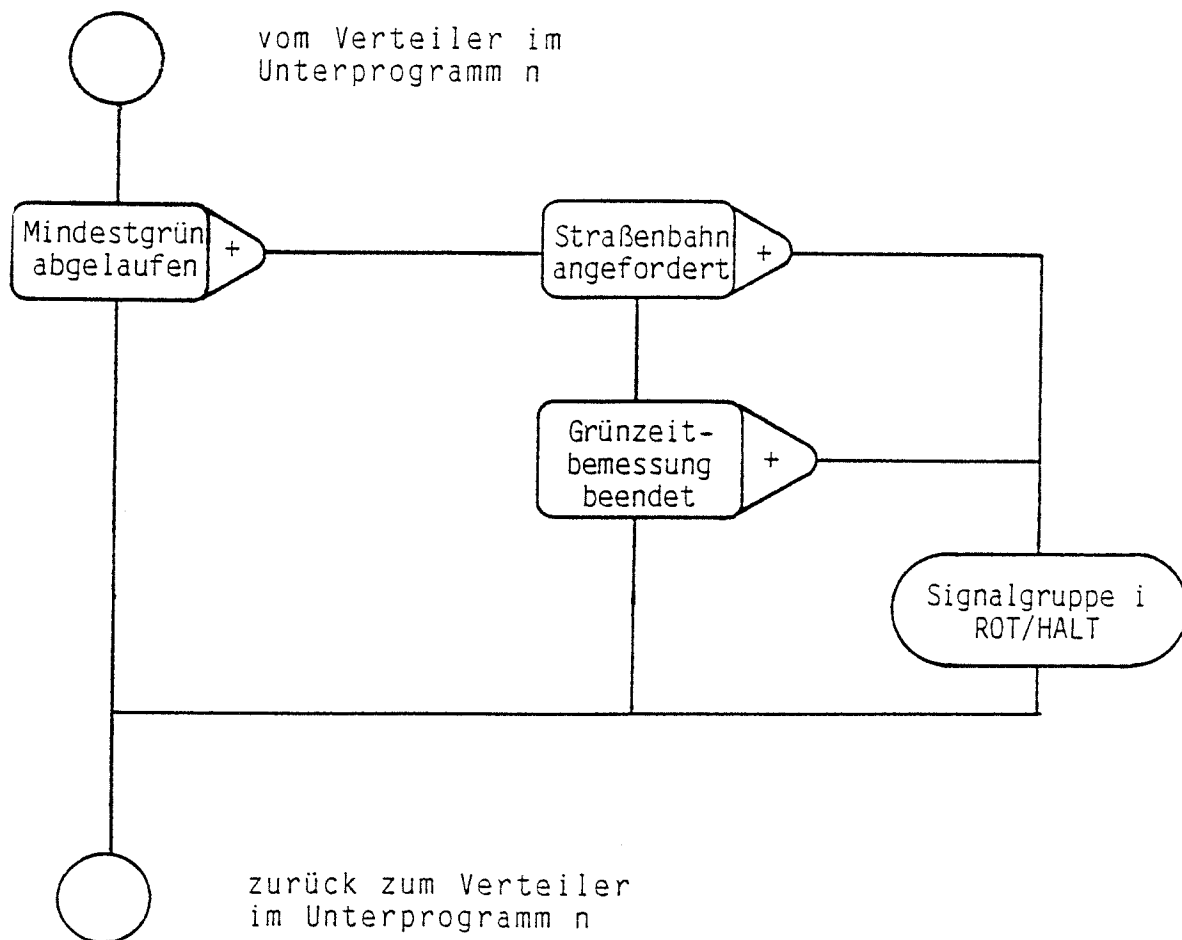 vom Verteiler im
Unterprogramm n
Mindestgrün
abgelaufen
+
Straßenbahn
angefordert
+
Grünzeit-
bemessung
beendet
+
Signalgruppe i
ROT/HALT
zurück zum Verteiler
im Unterprogramm n